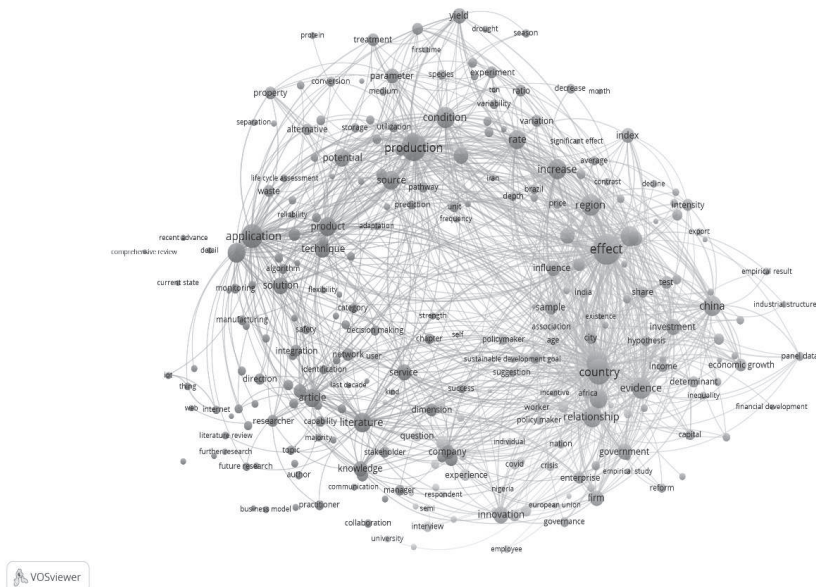 yield
drought
season
protein
treatment
first time
parameter
species
experiment
conversion
medium
ton
ratio
decrease
month
property
variability
condition
separation
alternative
storage
utilization
variation
rate
significant effect
index
production
potential
average
life cycle assessment
source
iran
increase
pathway
contrast
decline
waste
brazil
depth
reliability
prediction
unit
price
region
intensity
product
frequency
application
adaptation
export
recent advance
technique
effect
comprehensive review
detail
algorithm
influence
empirical result
current state
monitoring
solution
flexibility
india
test
share
category
sample
china
industrial structure
manufacturing
strength
existence
safety
decision making
association
investment
self
policymaker
city
chapter
age
hypothesis
integration
network
user
panel data
identification
sustainable development goal
income
economic growth
iot
direction
service
suggestion
country
determinant
thing
last decade
kind
success
incentive
africa
evidence
inequality
article
web
internet
dimension
worker
financial development
researcher
capability
literature
policy maker
relationship
literature review
majority
question
individual
nation
capital
further research
topic
stakeholder
company
government
future research
knowledge
covid
crisis
author
experience
empirical study
enterprise
communication
manager
respondent
nigeria
reform
business model
practitioner
semi
european union
firm
collaboration
interview
innovation
governance
university
employee
VOSviewer